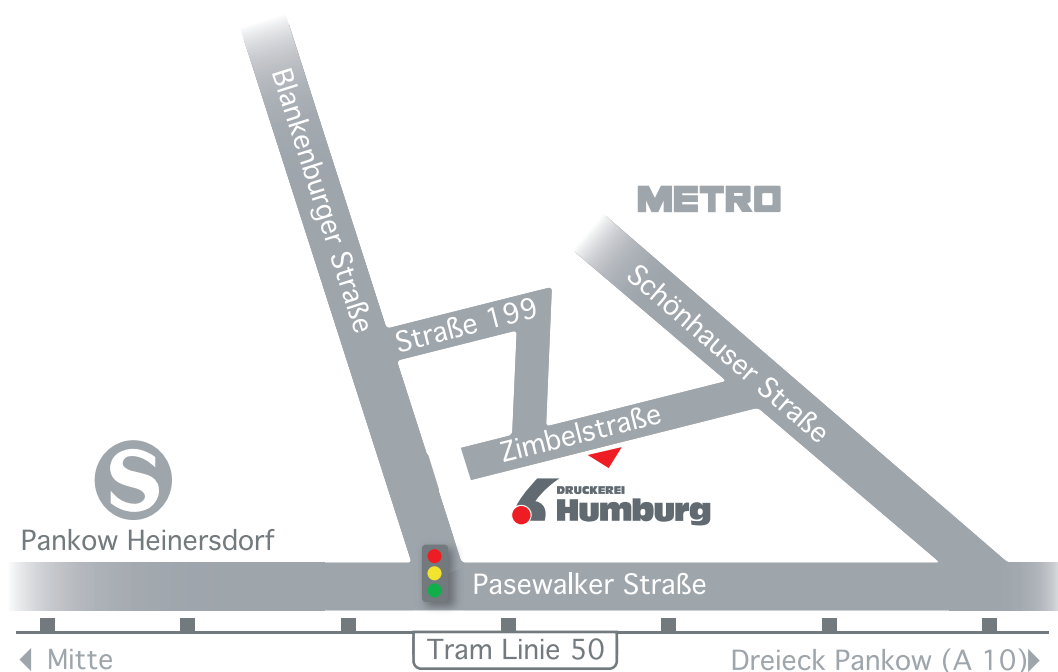 Blankenburger Straße
METRO
Schönhauser Straße
Straße 199
Zimbelstraße
S
DRUCKEREI
Humburg
Pankow Heinersdorf
Pasewalker Straße
Tram Linie 50
Mitte
Dreieck Pankow (A 10)